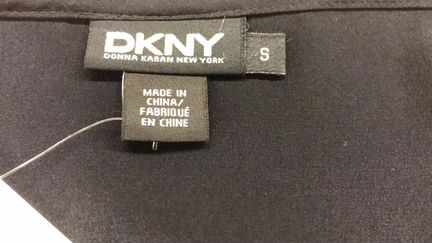 DKNY
DONNA KARAN NEW YORK
S
MADE IN
CHINA/
FABRIQUÉ
EN CHINE